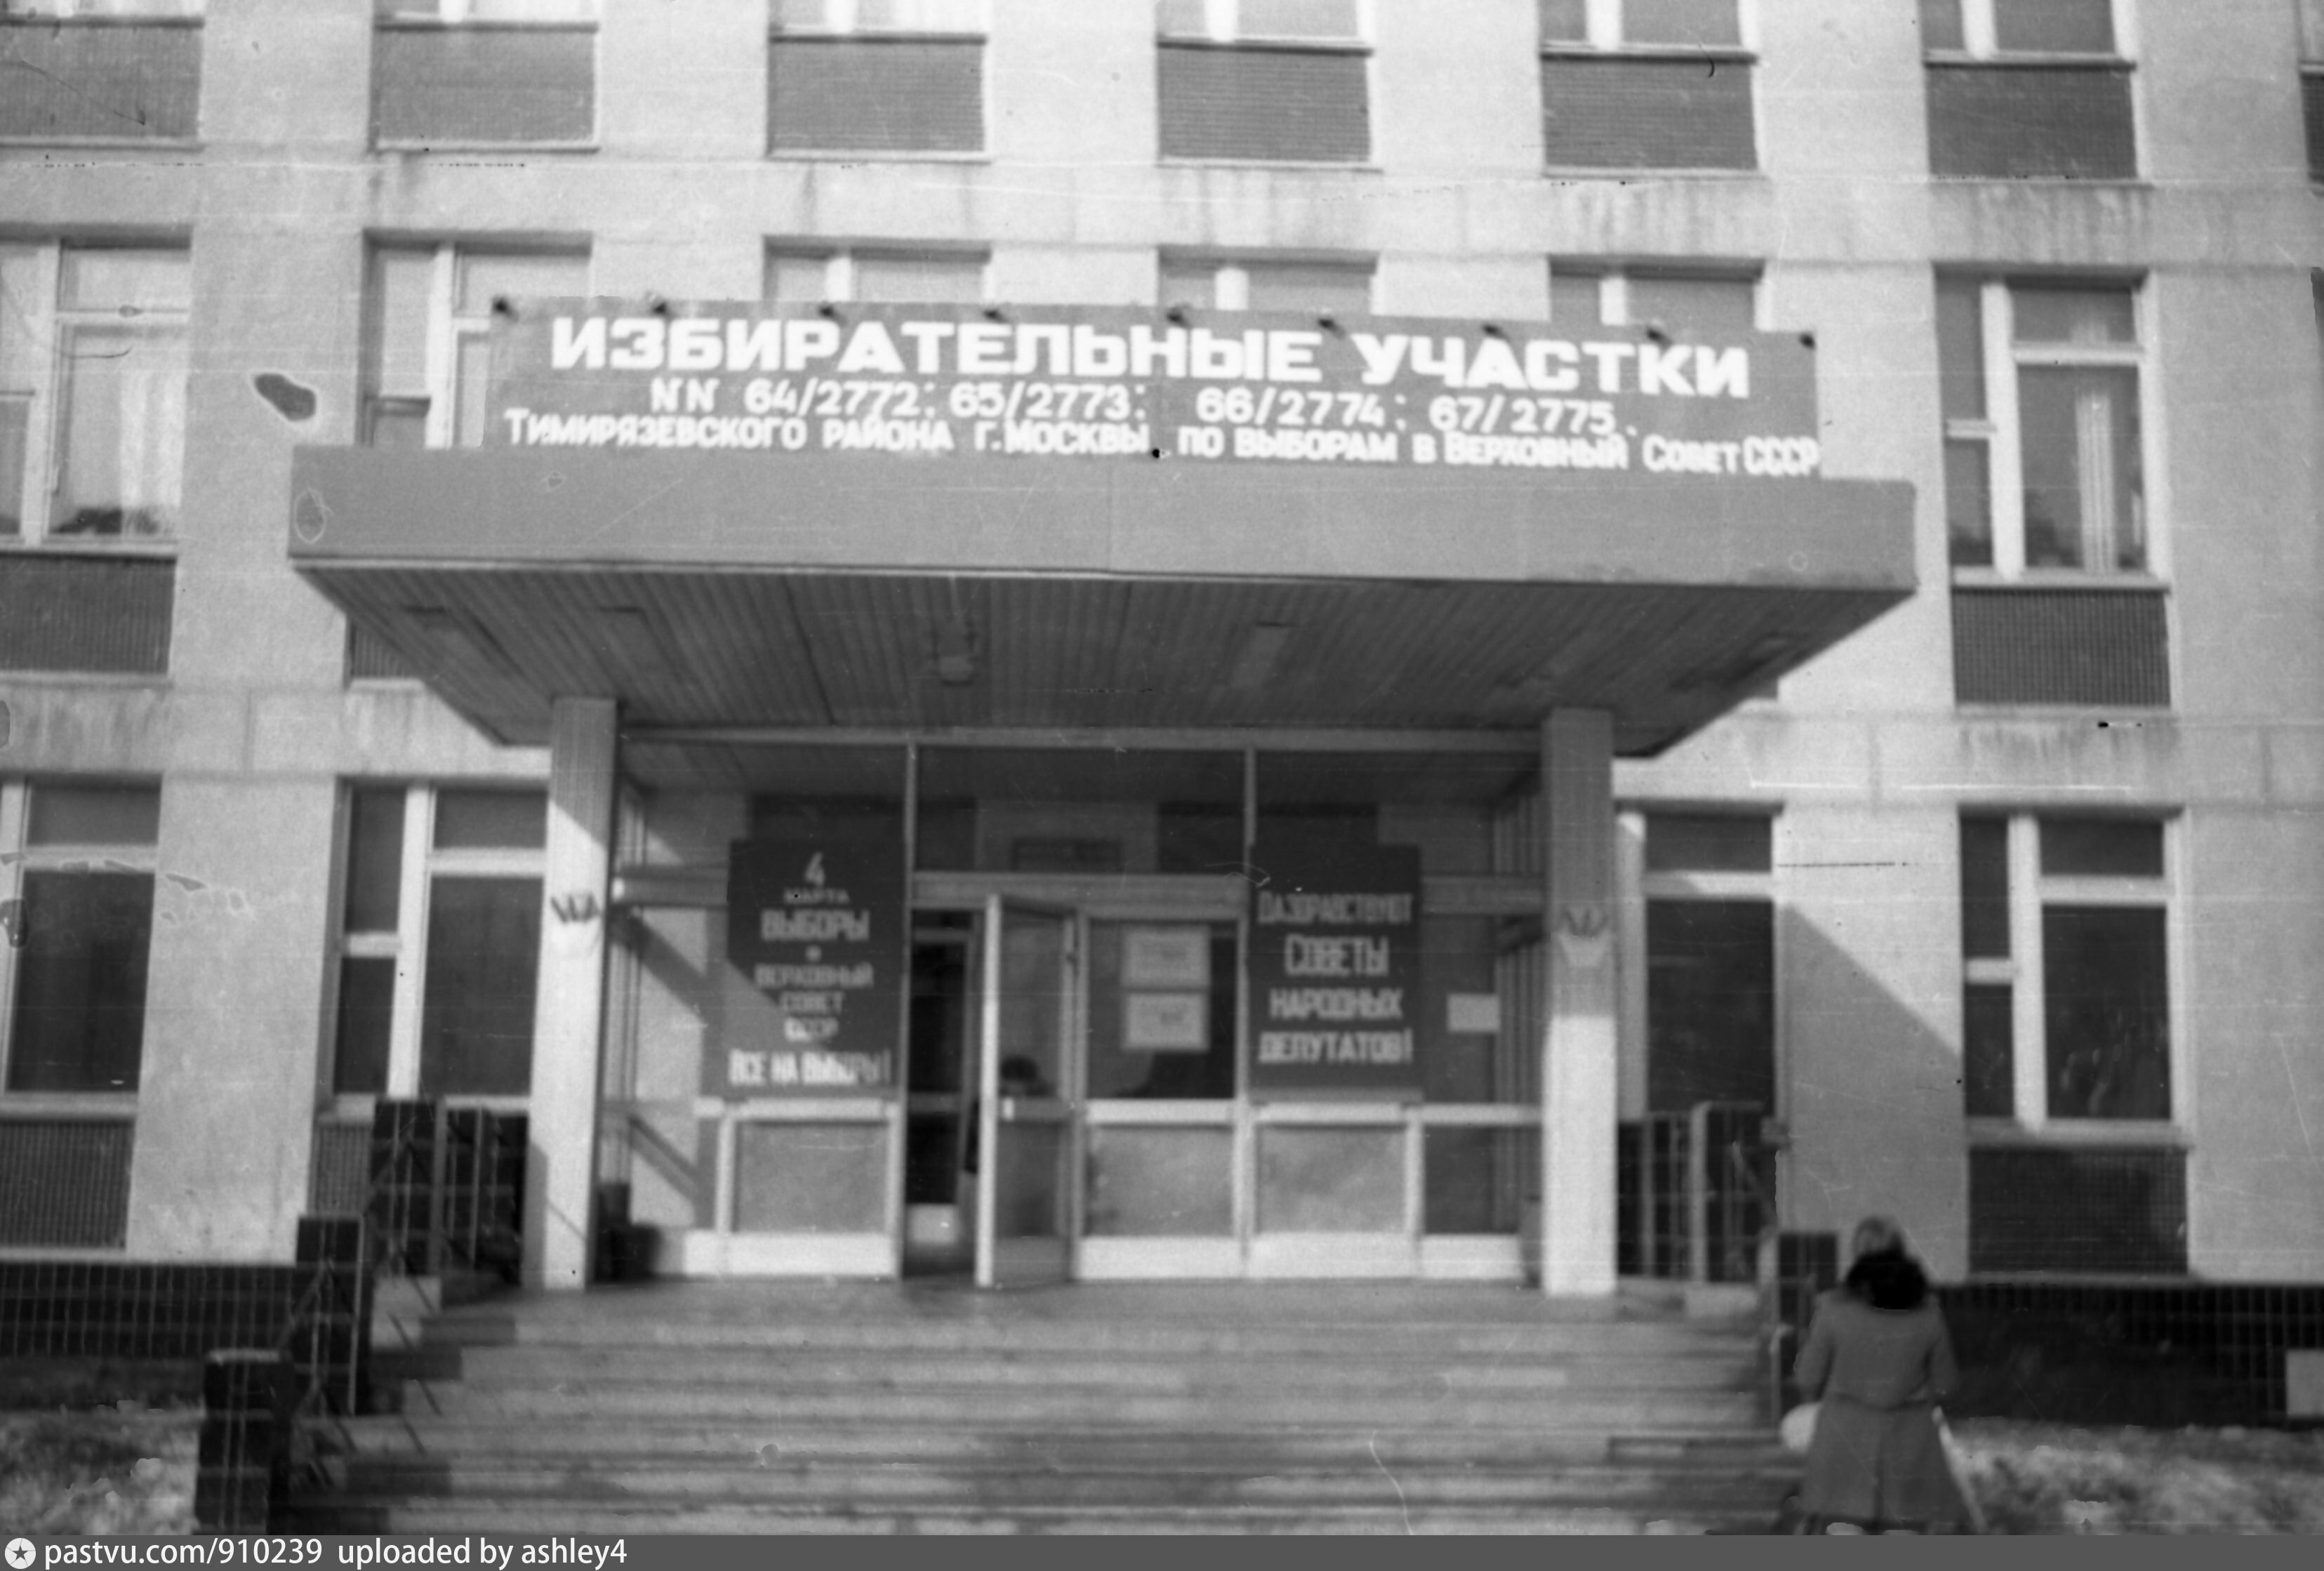 ИЗБИРАТЕЛЬНЫЕ УЧАСТКИ
NN 64/2772; 65/2773; 66/2774; 67/2775.
Тимирязевского района г. Москвы по выборам в Верховный Совет СССР
4
МАРТА
ВЫБОРЫ
в
ВЕРХОВНЫЙ
СОВЕТ
СССР
ВСЕ НА ВЫБОРЫ!
ДА ЗДРАВСТВУЮТ
СОВЕТЫ
НАРОДНЫХ
ДЕПУТАТОВ!
pastvu.com/910239 uploaded by ashley4